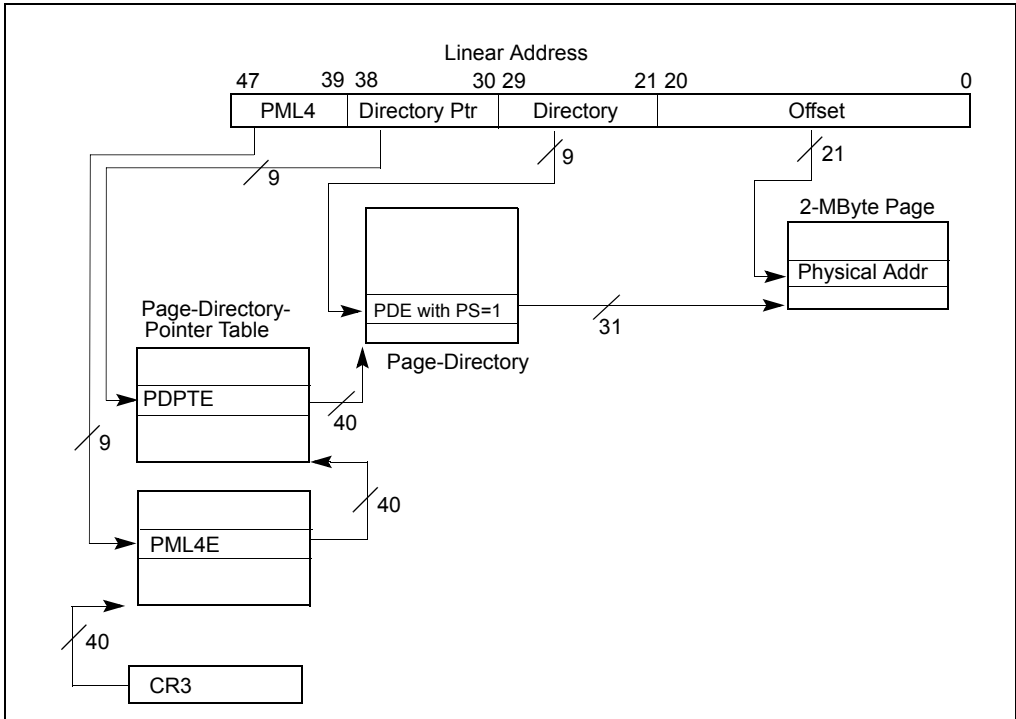 Linear Address
47 39 38 30 29 21 20 0
PML4 Directory Ptr Directory Offset
9 9 21
2-MByte Page
Physical Addr
PDE with PS=1
31
Page-Directory-
Pointer Table
Page-Directory
PDPTE
40
9
40
PML4E
40
CR3